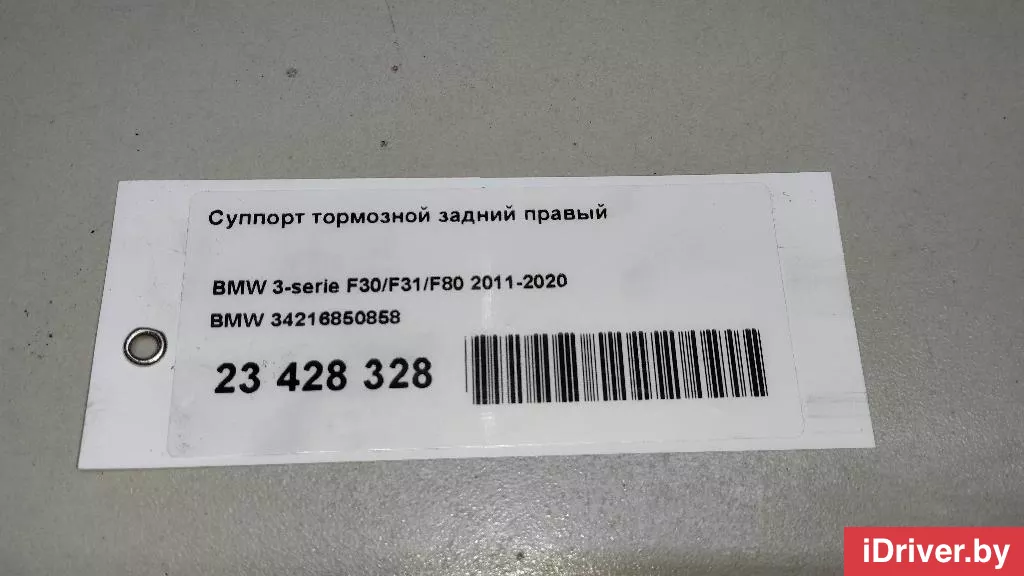 Суппорт тормозной задний правый
BMW 3-serie F30/F31/F80 2011-2020
BMW 34216850858
23 428 328
iDriver.by